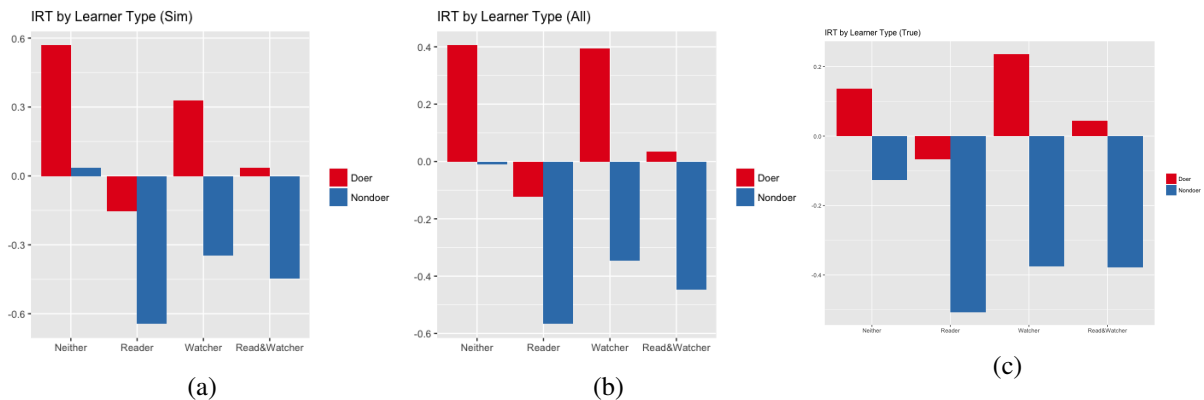 IRT by Learner Type (Sim)
0.6
0.3
0.0
-0.3
-0.6
Neither Reader Watcher Read&Watcher
Doer
Nondoer
(a)
IRT by Learner Type (All)
0.4
0.2
0.0
-0.2
-0.4
-0.6
Neither Reader Watcher Read&Watcher
Doer
Nondoer
(b)
IRT by Learner Type (True)
0.2
0.0
-0.2
-0.4
Neither Reader Watcher Read&Watcher
Doer
Nondoer
(c)